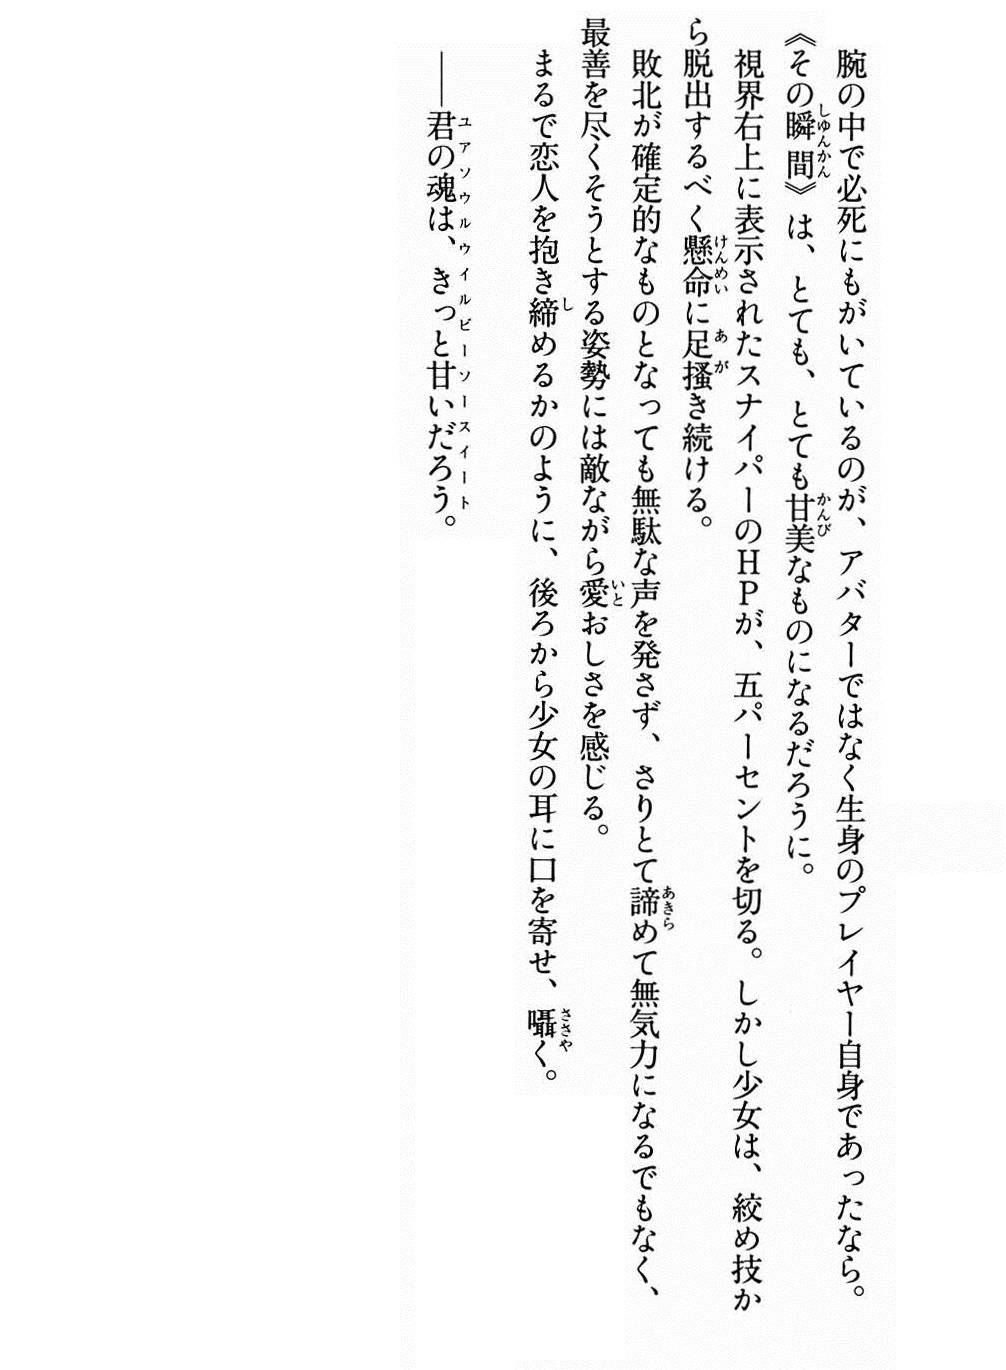 腕の中で必死にもがいているのが、アバターではなく生身のプレイヤー自身であったなら。
《その瞬間》は、とても、とても甘美なものになるだろうに。
視界右上に表示されたスナイパーのＨＰが、五パーセントを切る。しかし少女は、絞め技か
ら脱出するべく懸命に足掻き続ける。
敗北が確定的なものとなっても無駄な声を発さず、さりとて諦めて無気力になるでもなく、
最善を尽くそうとする姿勢には敵ながら愛おしさを感じる。
まるで恋人を抱き締めるかのように、後ろから少女の耳に口を寄せ、囁く。
――君の魂は、きっと甘いだろう。